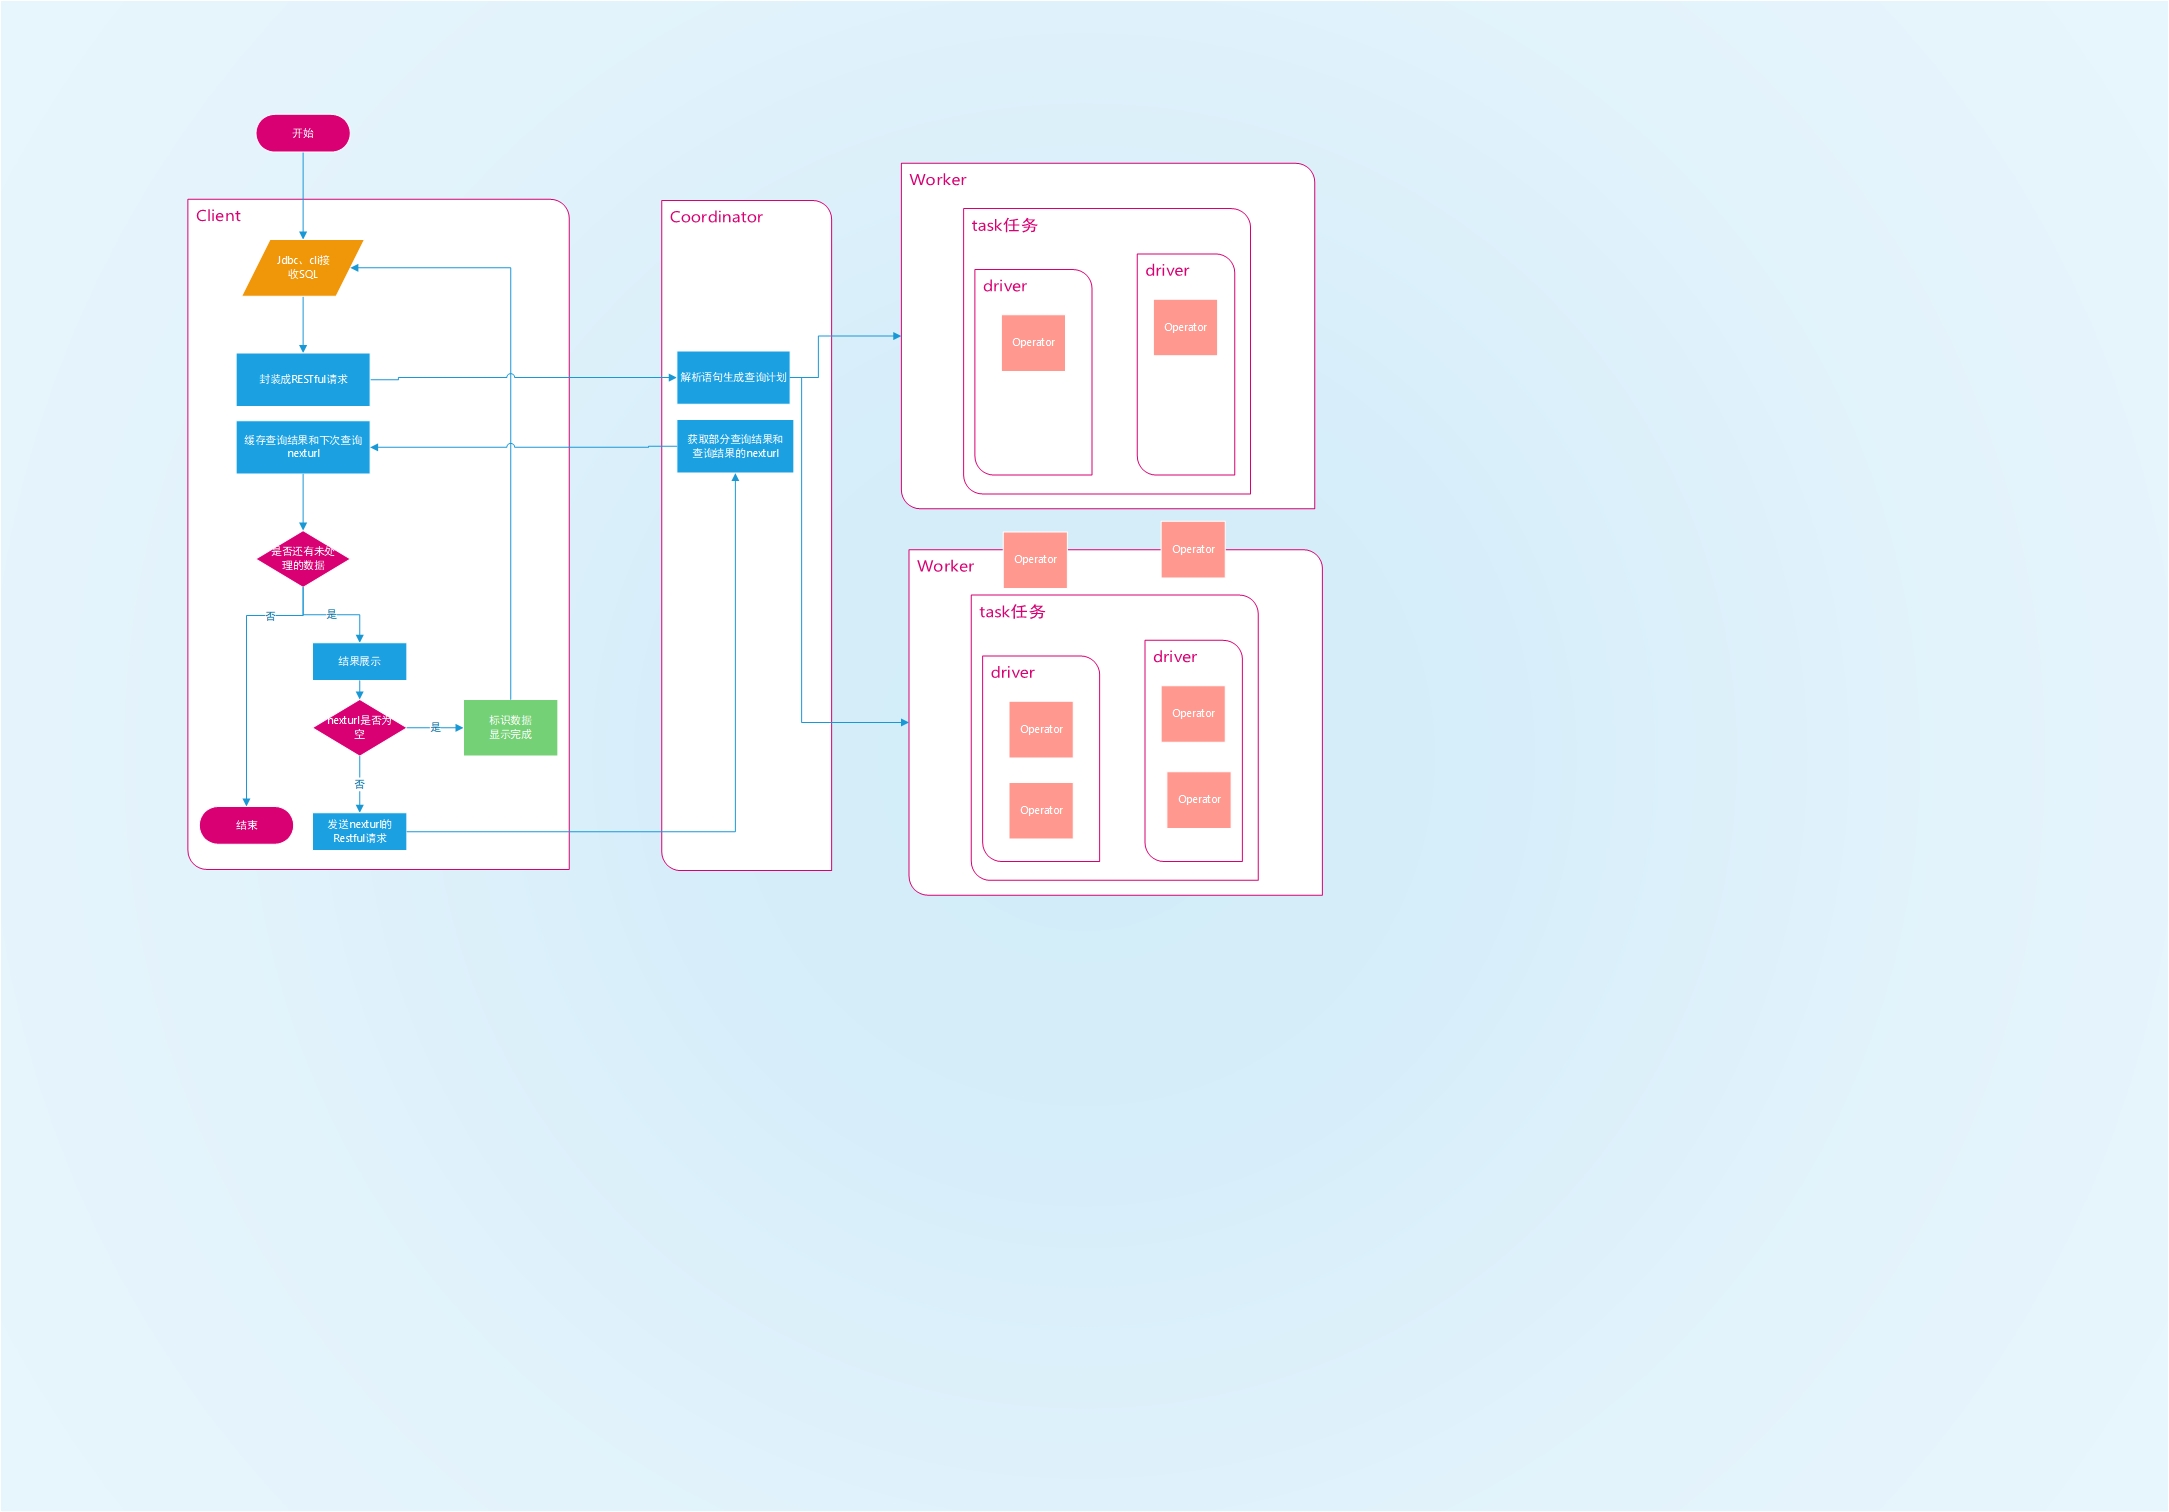 开始
Client
Jdbc、cli接
收SQL
封装成RESTful请求
缓存查询结果和下次查询
nexturl
是否还有未处
理的数据
否
是
结果展示
nexturl是否为
空
是
标识数据
显示完成
否
结束
发送nexturl的
Restful请求
Coordinator
解析语句生成查询计划
获取部分查询结果和
查询结果的nexturl
Worker
task任务
driver
Operator
driver
Operator
Operator
Operator
Worker
task任务
driver
Operator
Operator
driver
Operator
Operator